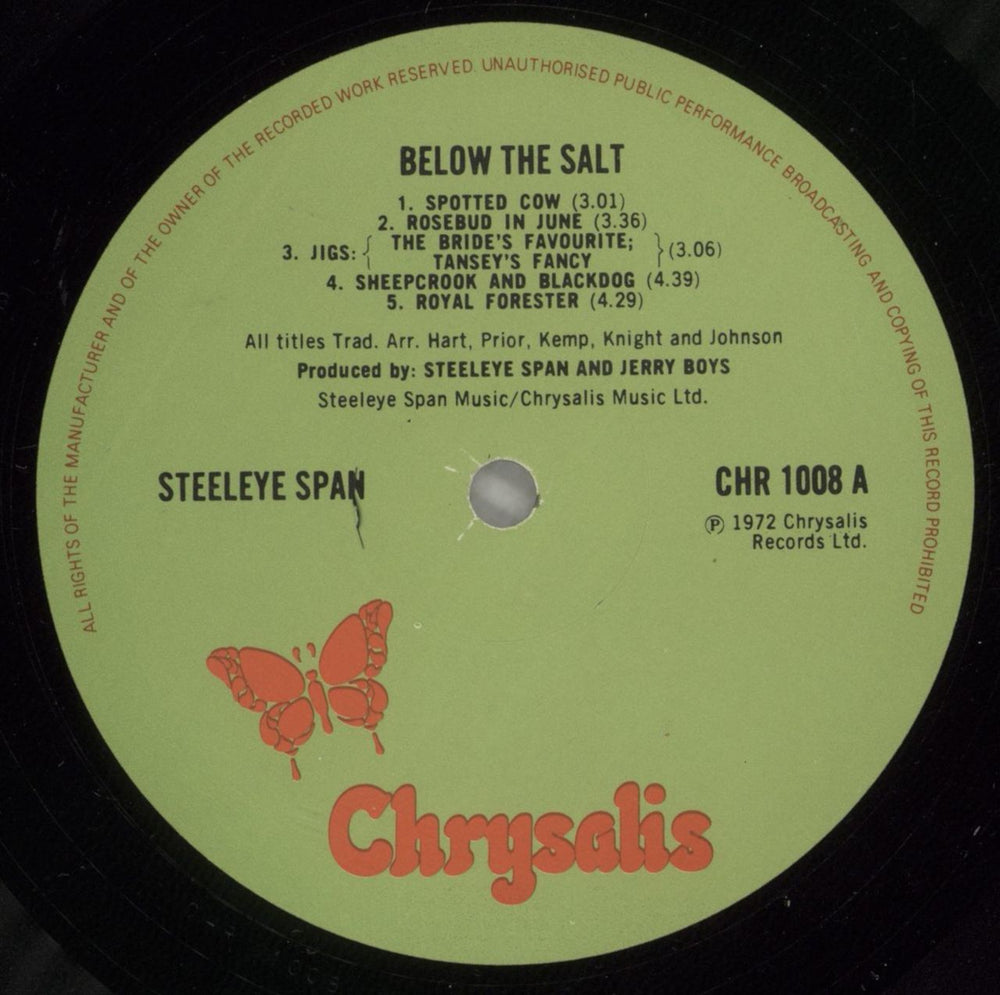 ALL RIGHTS OF THE MANUFACTURER AND OF THE OWNER OF THE RECORDED WORK RESERVED. UNAUTHORISED PUBLIC PERFORMANCE BROADCASTING AND COPYING OF THIS RECORD PROHIBITED
BELOW THE SALT
1. SPOTTED COW (3.01)
2. ROSEBUD IN JUNE (3.36)
3. JIGS: { THE BRIDE'S FAVOURITE;
TANSEY'S FANCY } (3.06)
4. SHEEPCROOK AND BLACKDOG (4.39)
5. ROYAL FORESTER (4.29)
All titles Trad. Arr. Hart, Prior, Kemp, Knight and Johnson
Produced by: STEELEYE SPAN AND JERRY BOYS
Steeleye Span Music/Chrysalis Music Ltd.
STEELEYE SPAN
CHR 1008 A
℗ 1972 Chrysalis
Records Ltd.
Chrysalis